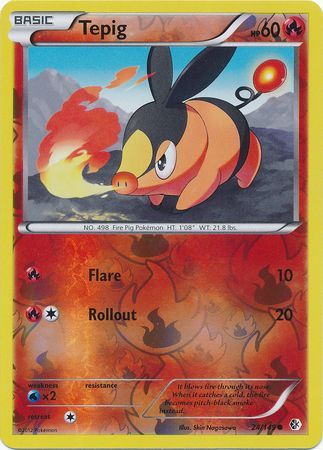 BASIC
Tepig
HP60
NO. 498 Fire Pig Pokémon HT: 1'08" WT: 21.8 lbs.
Flare 10
Rollout 20
weakness resistance
×2
retreat
It blows fire through its nose.
When it catches a cold, the fire
becomes pitch-black smoke
instead.
©2012 Pokémon
Illus. Shin Nagasawa
24/149